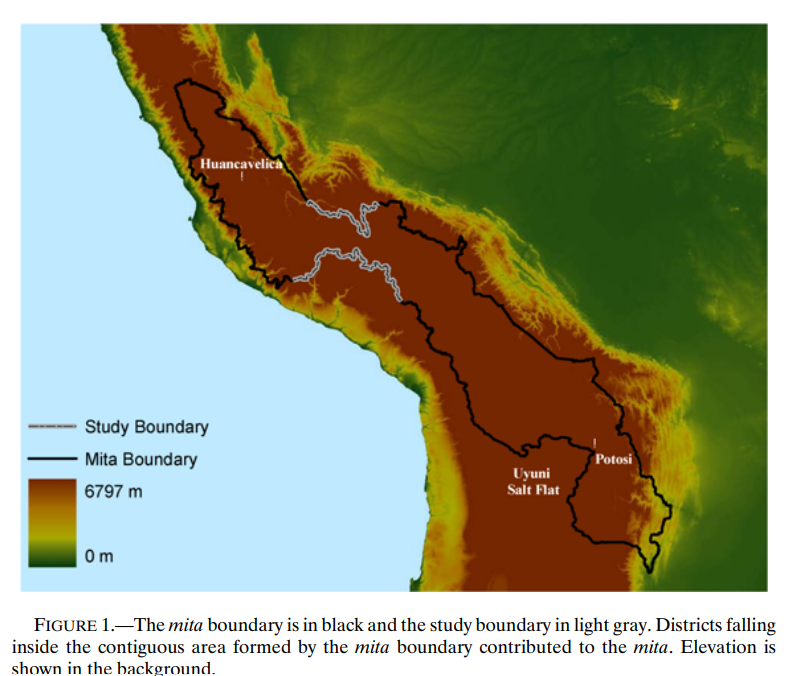 Huancavelica
Study Boundary
Mita Boundary
6797 m
0 m
Uyuni
Salt Flat
Potosi
FIGURE 1.—The mita boundary is in black and the study boundary in light gray. Districts falling
inside the contiguous area formed by the mita boundary contributed to the mita. Elevation is
shown in the background.